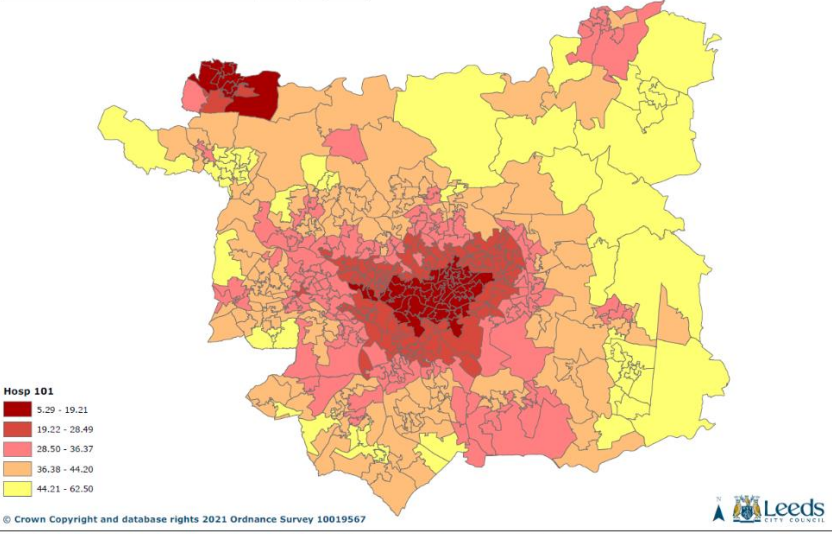 Hosp 101
5.29 - 19.21
19.22 - 28.49
28.50 - 36.37
36.38 - 44.20
44.21 - 62.50
© Crown Copyright and database rights 2021 Ordnance Survey 10019567
N
Leeds
CITY COUNCIL